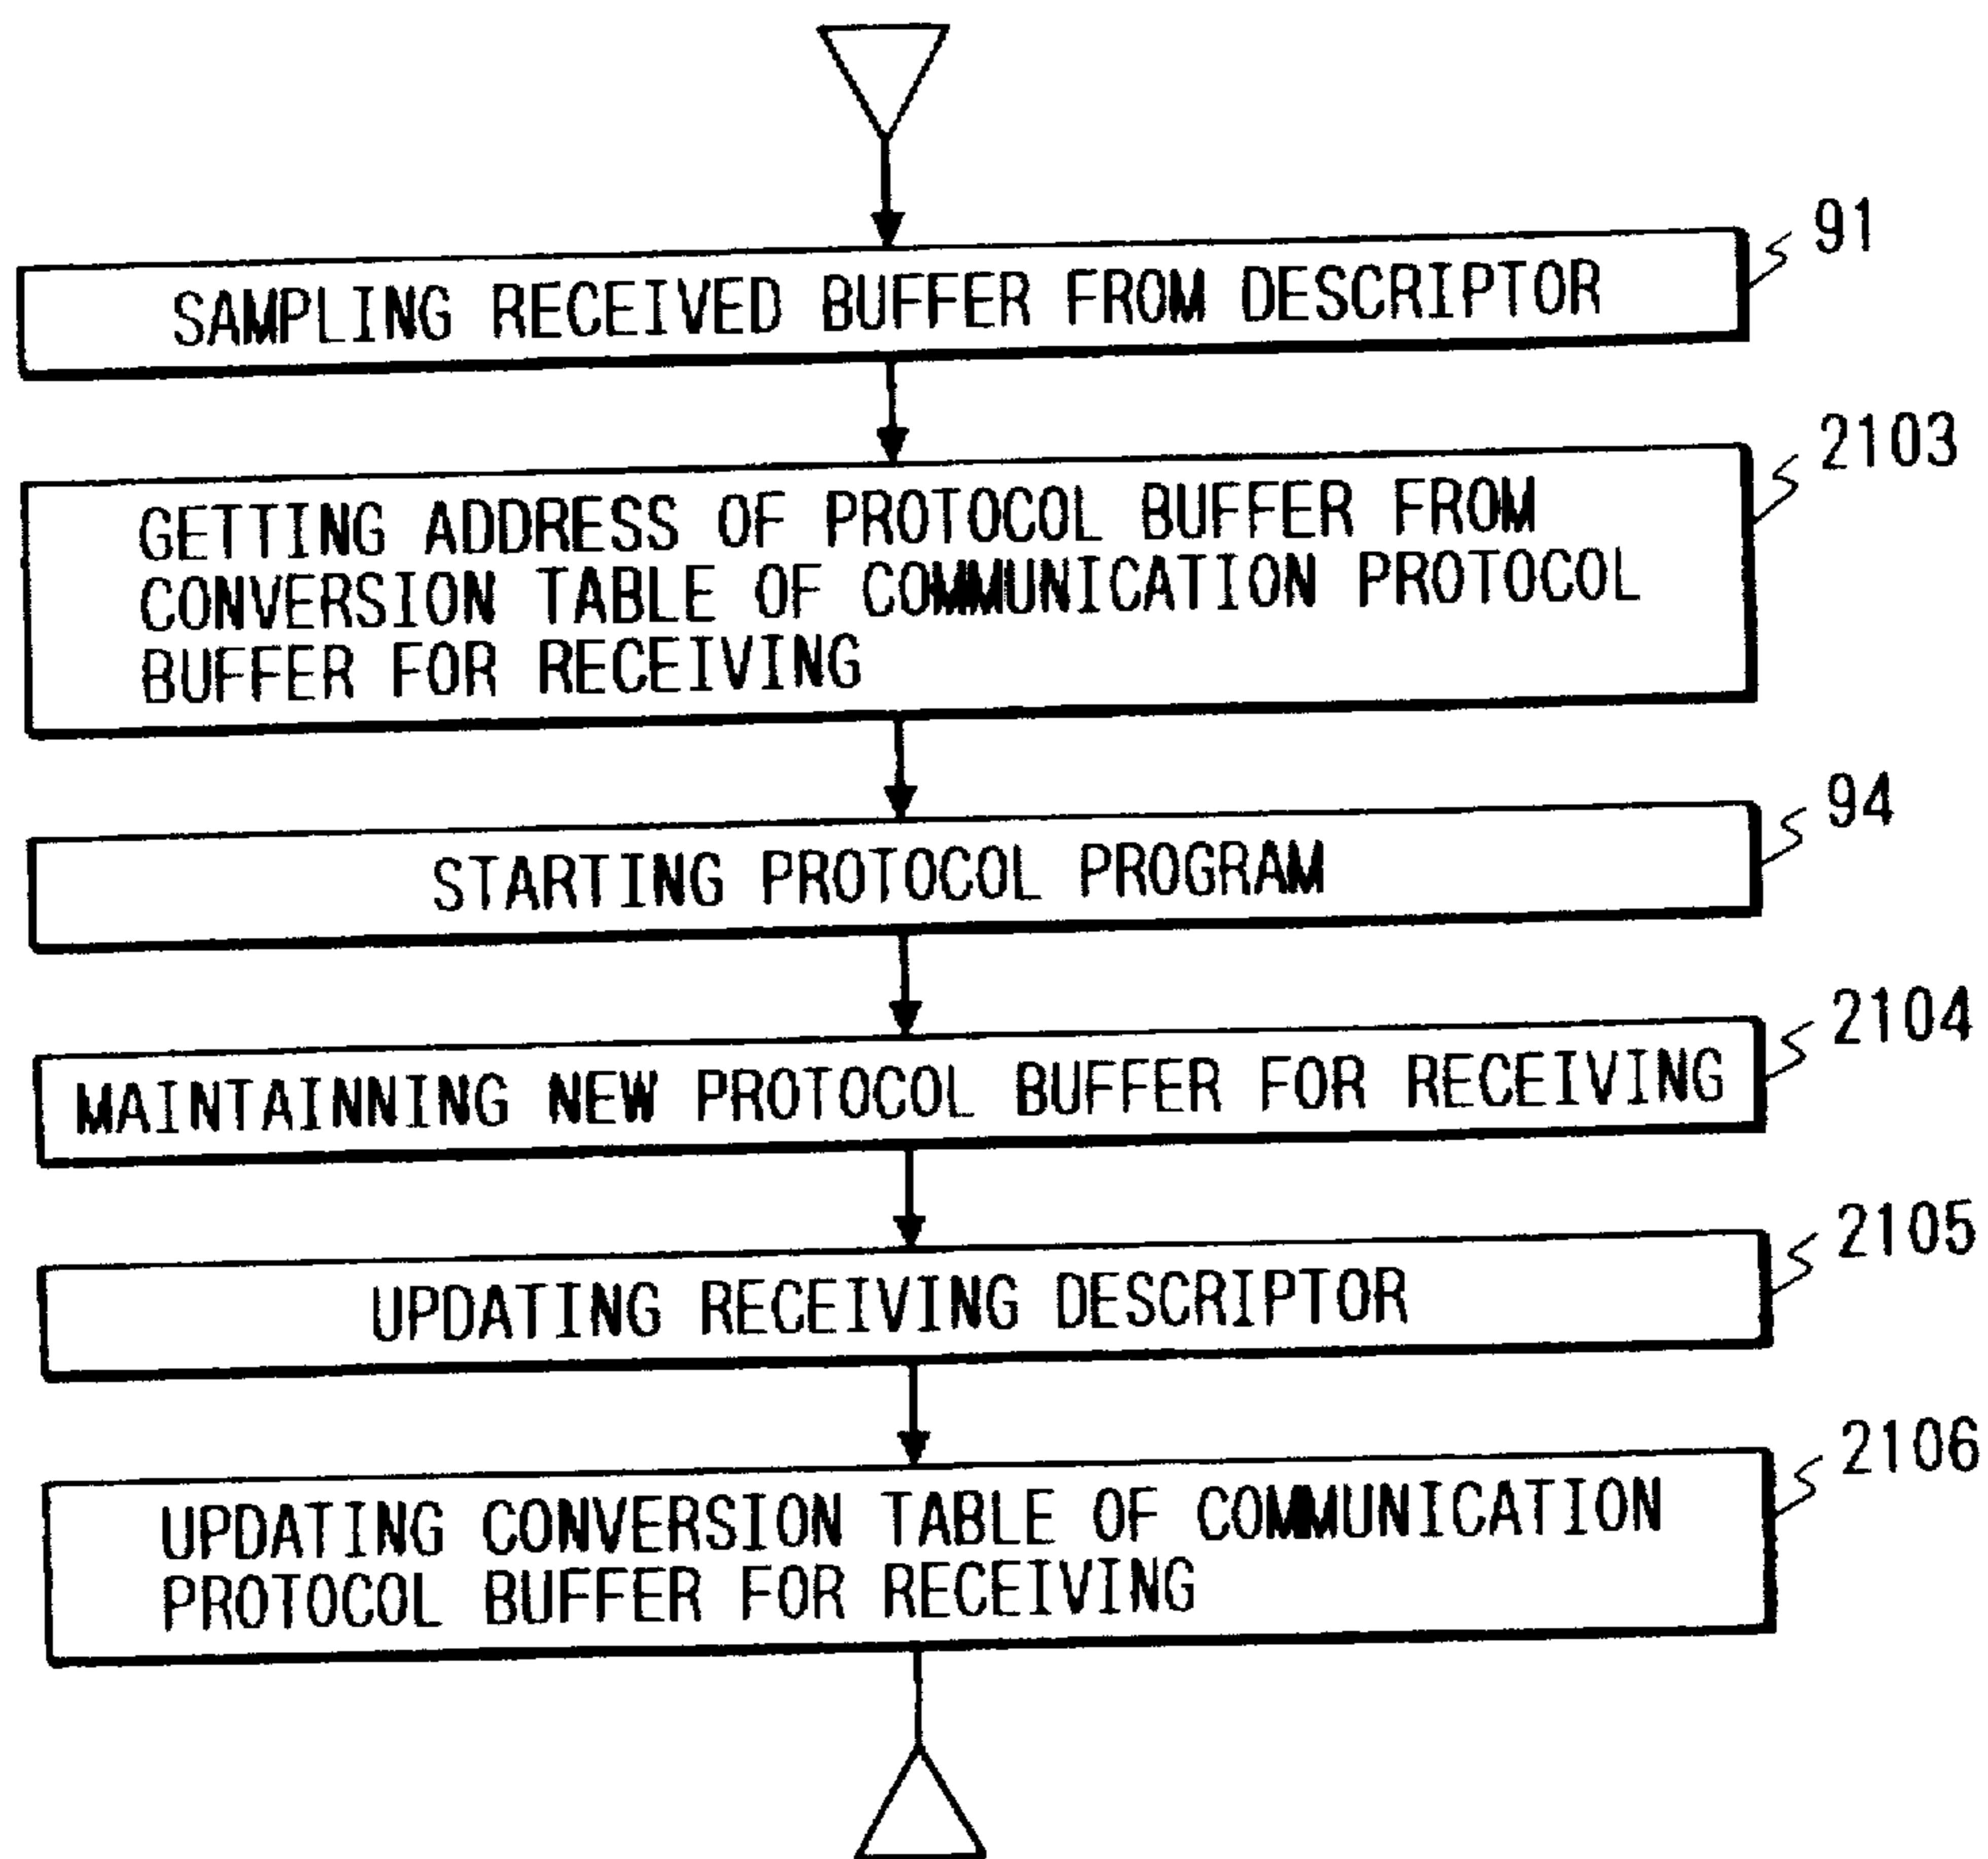 91
SAMPLING RECEIVED BUFFER FROM DESCRIPTOR
2103
GETTING ADDRESS OF PROTOCOL BUFFER FROM
CONVERSION TABLE OF COMMUNICATION PROTOCOL
BUFFER FOR RECEIVING
94
STARTING PROTOCOL PROGRAM
2104
MAINTAINNING NEW PROTOCOL BUFFER FOR RECEIVING
2105
UPDATING RECEIVING DESCRIPTOR
2106
UPDATING CONVERSION TABLE OF COMMUNICATION
PROTOCOL BUFFER FOR RECEIVING